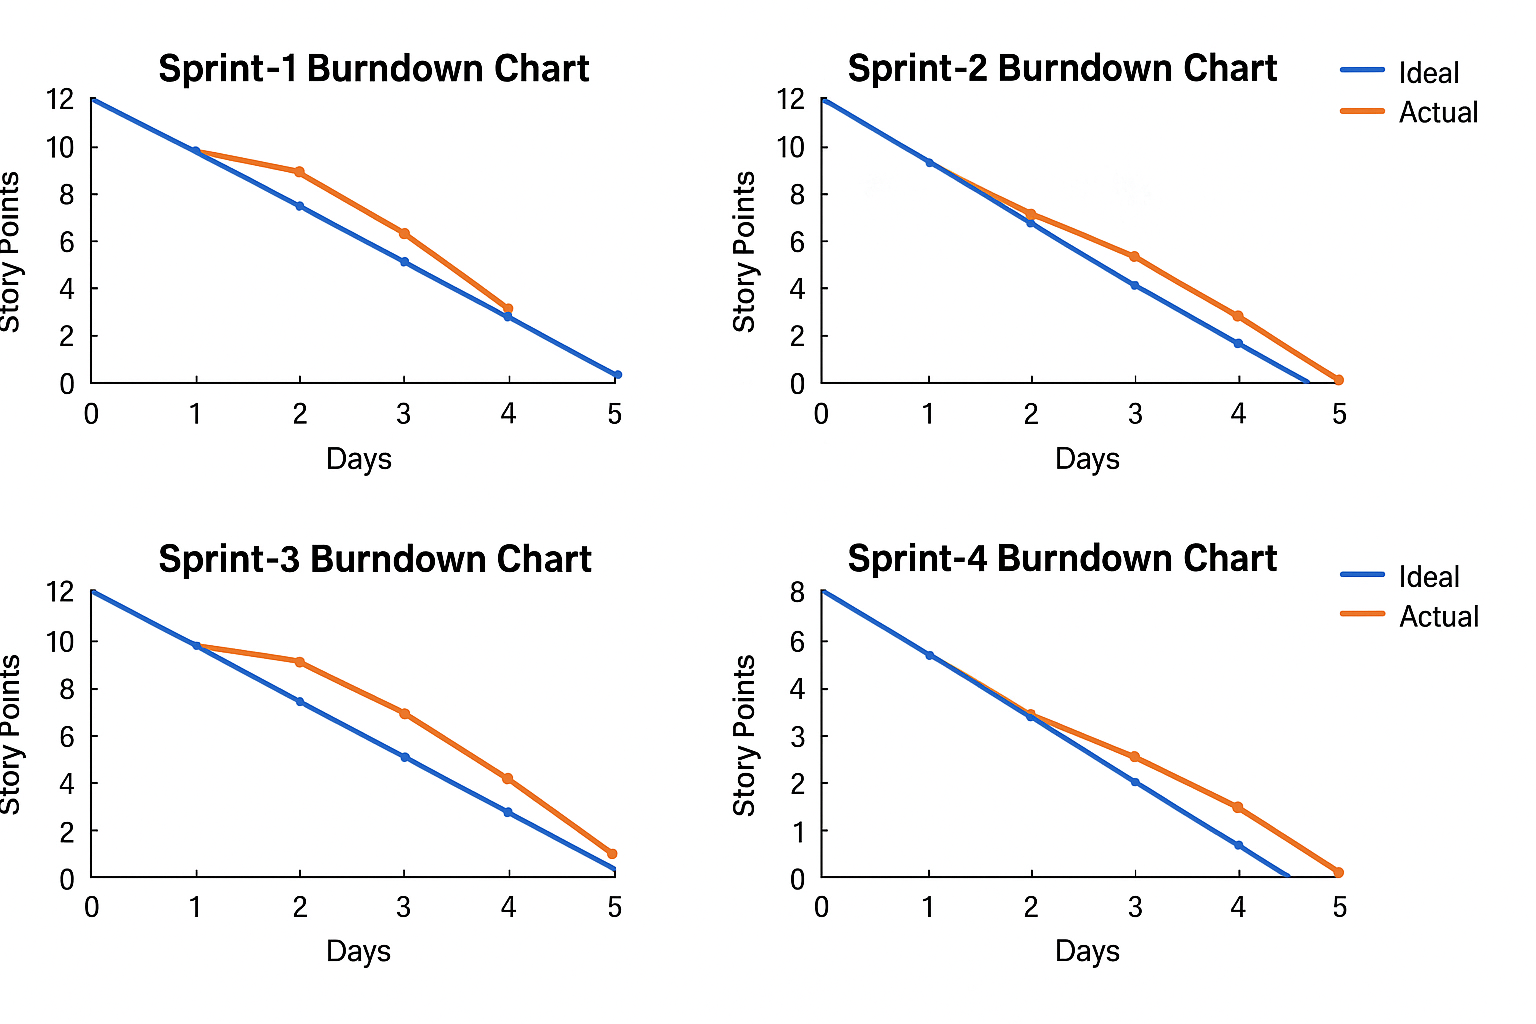 Sprint-1 Burndown Chart
12
10
8
6
4
2
0
Story Points
0 1 2 3 4 5
Days
Sprint-2 Burndown Chart
Ideal
Actual
12
10
8
6
4
2
0
Story Points
0 1 2 3 4 5
Days
Sprint-3 Burndown Chart
12
10
8
6
4
2
0
Story Points
0 1 2 3 4 5
Days
Sprint-4 Burndown Chart
Ideal
Actual
8
6
4
3
2
1
0
Story Points
0 1 2 3 4 5
Days